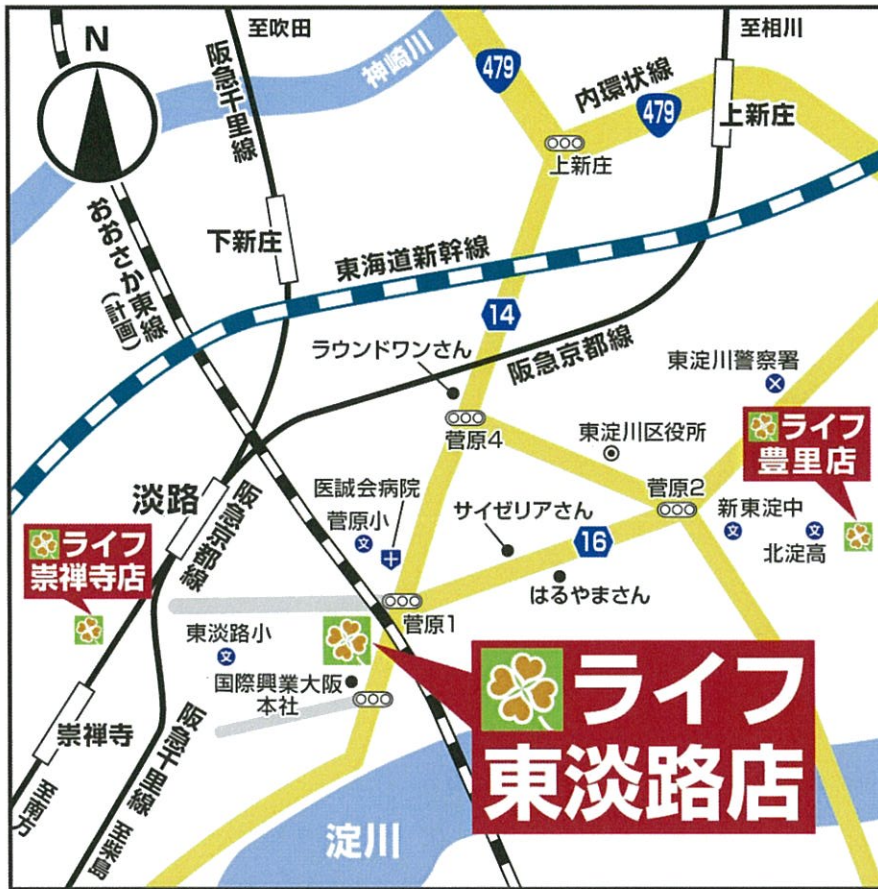 N
至吹田
至相川
神崎川
阪急千里線
479
内環状線
479
上新庄
上新庄
おおさか東線
(計画)
下新庄
東海道新幹線
14
ラウンドワンさん
阪急京都線
東淀川警察署
菅原4
東淀川区役所
ライフ
豊里店
淡路
阪急京都線
医誠会病院
菅原小
文
サイゼリアさん
菅原2
新東淀中
文
北淀高
文
16
ライフ
崇禅寺店
はるやまさん
菅原1
東淡路小
文
国際興業大阪
本社
ライフ
東淡路店
崇禅寺
阪急千里線
至南方
至柴島
淀川